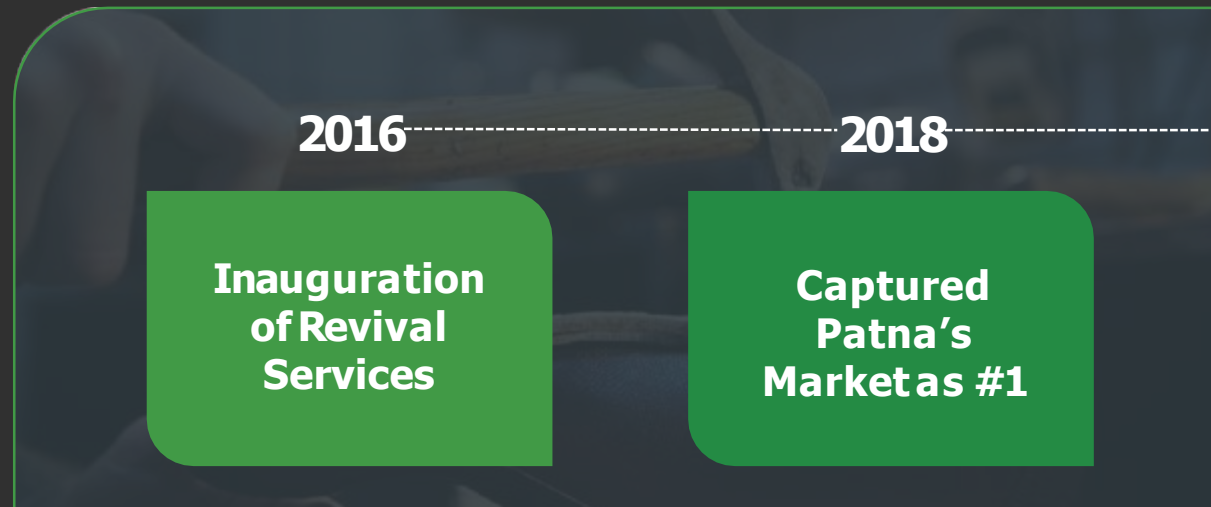 2016
2018
Inauguration
of Revival
Services
Captured
Patna’s
Market as #1